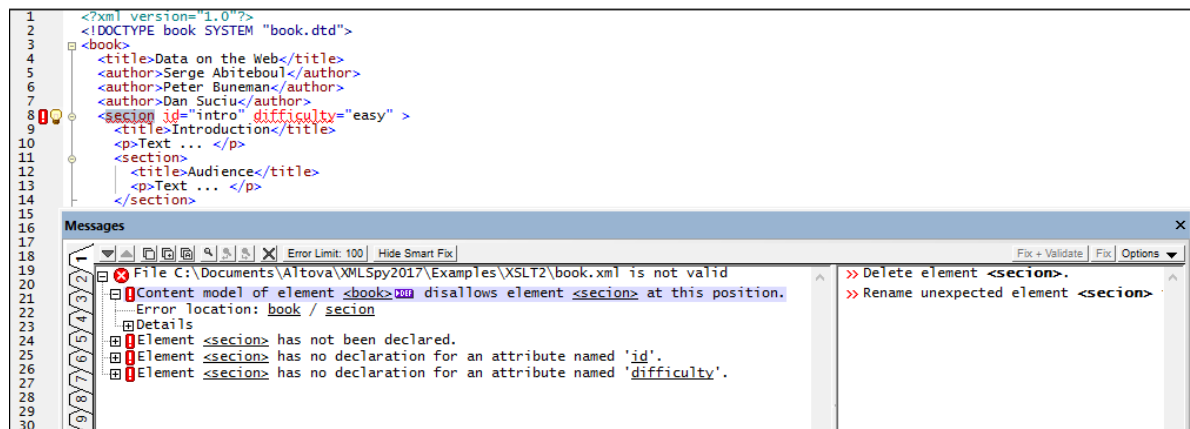 1 <?xml version="1.0"?>
2 <!DOCTYPE book SYSTEM "book.dtd">
3 <book>
4 <title>Data on the Web</title>
5 <author>Serge Abiteboul</author>
6 <author>Peter Buneman</author>
7 <author>Dan Suciu</author>
8 <secion id="intro" difficulty="easy" >
9 <title>Introduction</title>
10 <p>Text ... </p>
11 <section>
12 <title>Audience</title>
13 <p>Text ... </p>
14 </section>
15
16
17
18
19
20
21
22
23
24
25
26
27
28
29
30
Messages
Error Limit: 100 Hide Smart Fix Fix + Validate Fix Options
1
2
3
4
5
6
7
8
9
File C:\Documents\Altova\XMLSpy2017\Examples\XSLT2\book.xml is not valid
Content model of element <book> DEF disallows element <secion> at this position.
Error location: book / secion
Details
Element <secion> has not been declared.
Element <secion> has no declaration for an attribute named 'id'.
Element <secion> has no declaration for an attribute named 'difficulty'.
>> Delete element <secion>.
>> Rename unexpected element <secion>